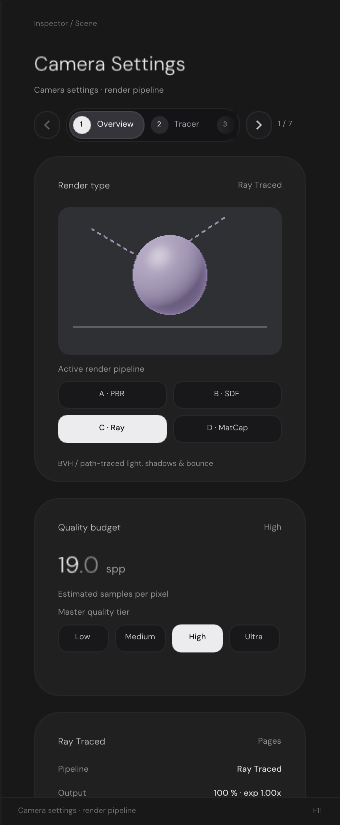 Inspector / Scene
Camera Settings
Camera settings · render pipeline
1 Overview 2 Tracer 3 1 / 7
Render type Ray Traced
Active render pipeline
A · PBR B · SDF
C · Ray D · MatCap
BVH / path-traced light, shadows & bounce
Quality budget High
19.0 spp
Estimated samples per pixel
Master quality tier
Low Medium High Ultra
Ray Traced Pages
Pipeline Ray Traced
Output 100 % · exp 1.00x
Camera settings · render pipeline